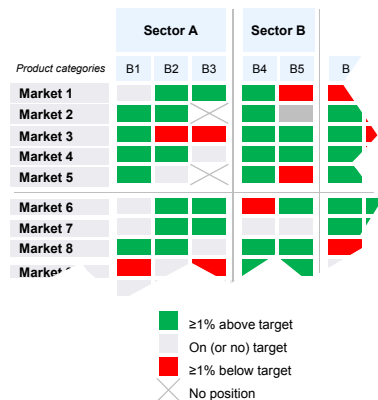 Sector A Sector B
Product categories B1 B2 B3 B4 B5 B
Market 1
Market 2
Market 3
Market 4
Market 5
Market 6
Market 7
Market 8
Market
≥1% above target
On (or no) target
≥1% below target
No position